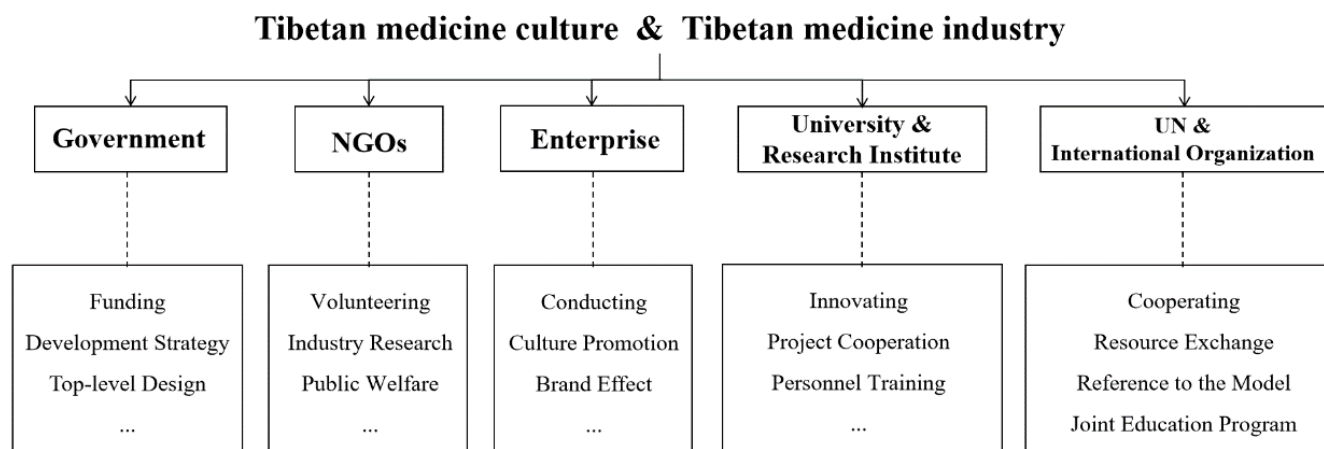 Tibetan medicine culture & Tibetan medicine industry
Government
NGOs
Enterprise
University &
Research Institute
UN &
International Organization
Funding
Development Strategy
Top-level Design
...
Volunteering
Industry Research
Public Welfare
...
Conducting
Culture Promotion
Brand Effect
...
Innovating
Project Cooperation
Personnel Training
...
Cooperating
Resource Exchange
Reference to the Model
Joint Education Program